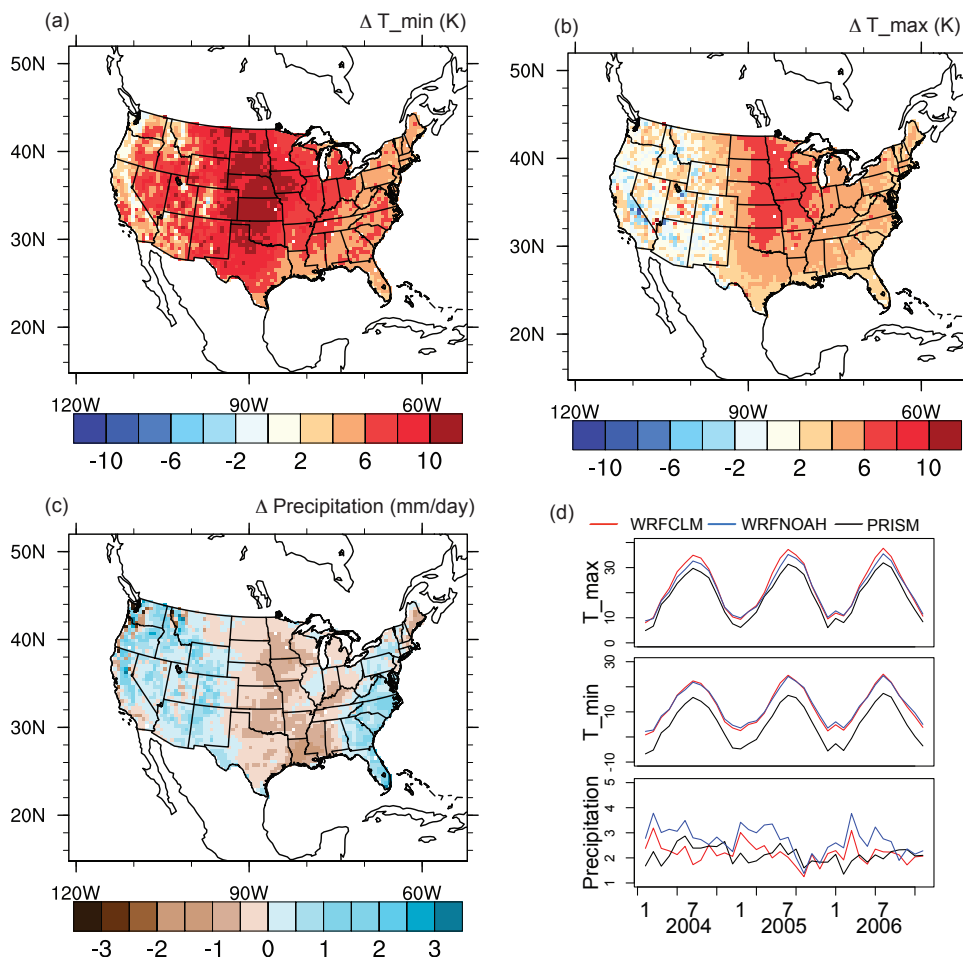 (a)
Δ T_min (K)
(b)
Δ T_max (K)
50N
40N
30N
20N
50N
40N
30N
20N
120W
90W
60W
120W
90W
60W
-10
-6
-2
2
6
10
-10
-6
-2
2
6
10
(c)
Δ Precipitation (mm/day)
50N
40N
30N
20N
120W
90W
60W
-3
-2
-1
0
1
2
3
(d)
WRFCLM
WRFNOAH
PRISM
T_max
30
10
0
T_min
30
10
-10
Precipitation
5
4
3
2
1
1
7
1
7
1
7
2004
2005
2006